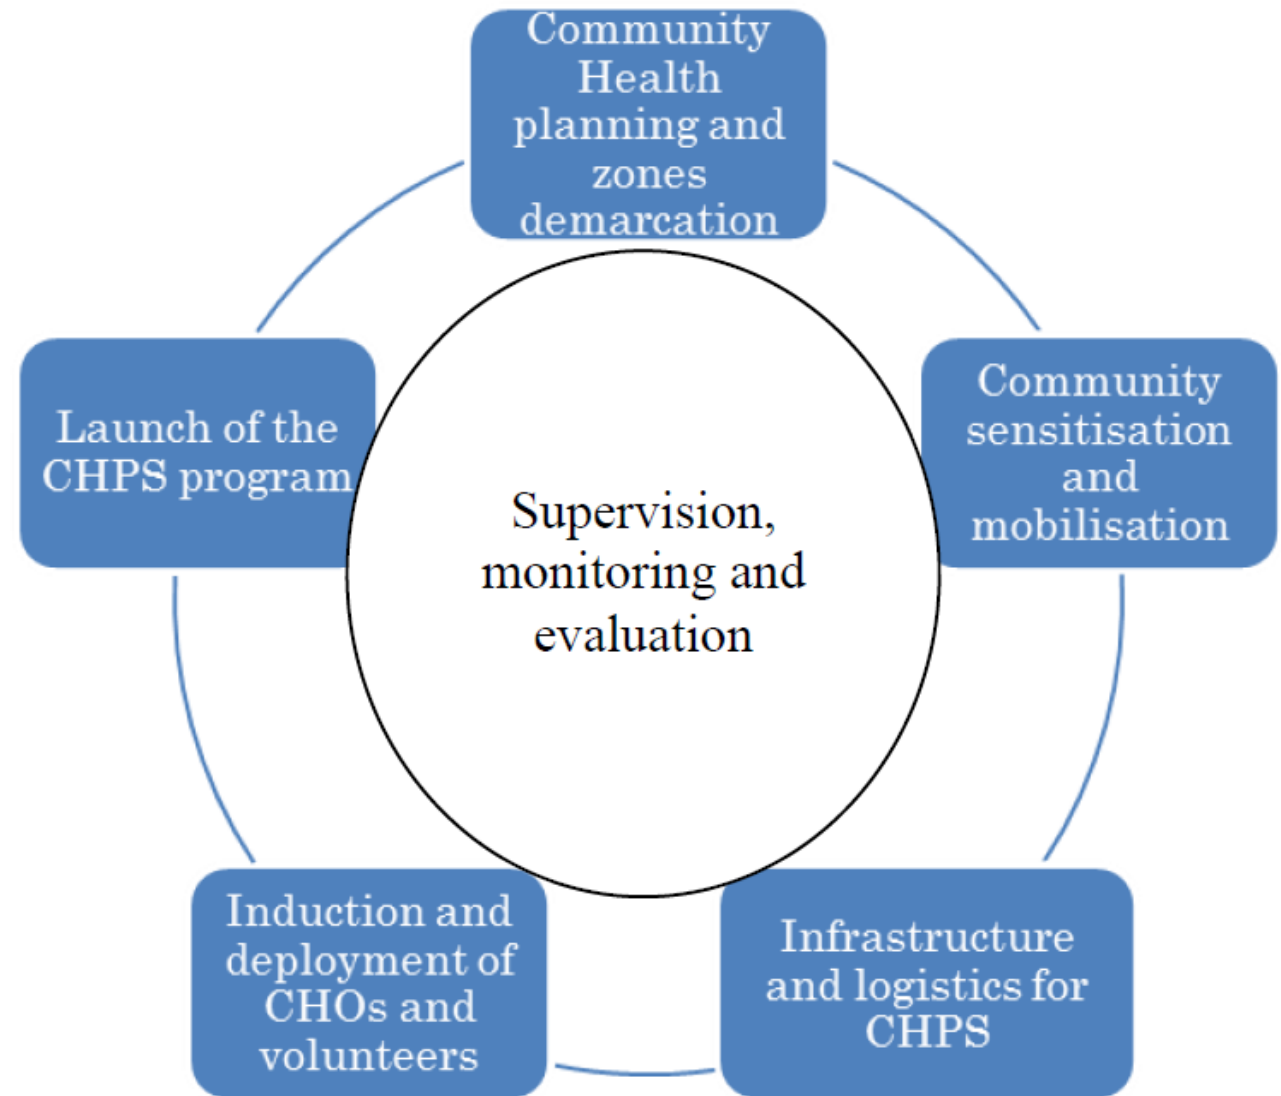 Community
Health
planning and
zones
demarcation
Community
sensitisation
and
mobilisation
Infrastructure
and logistics for
CHPS
Induction and
deployment of
CHOs and
volunteers
Launch of the
CHPS program
Supervision,
monitoring and
evaluation